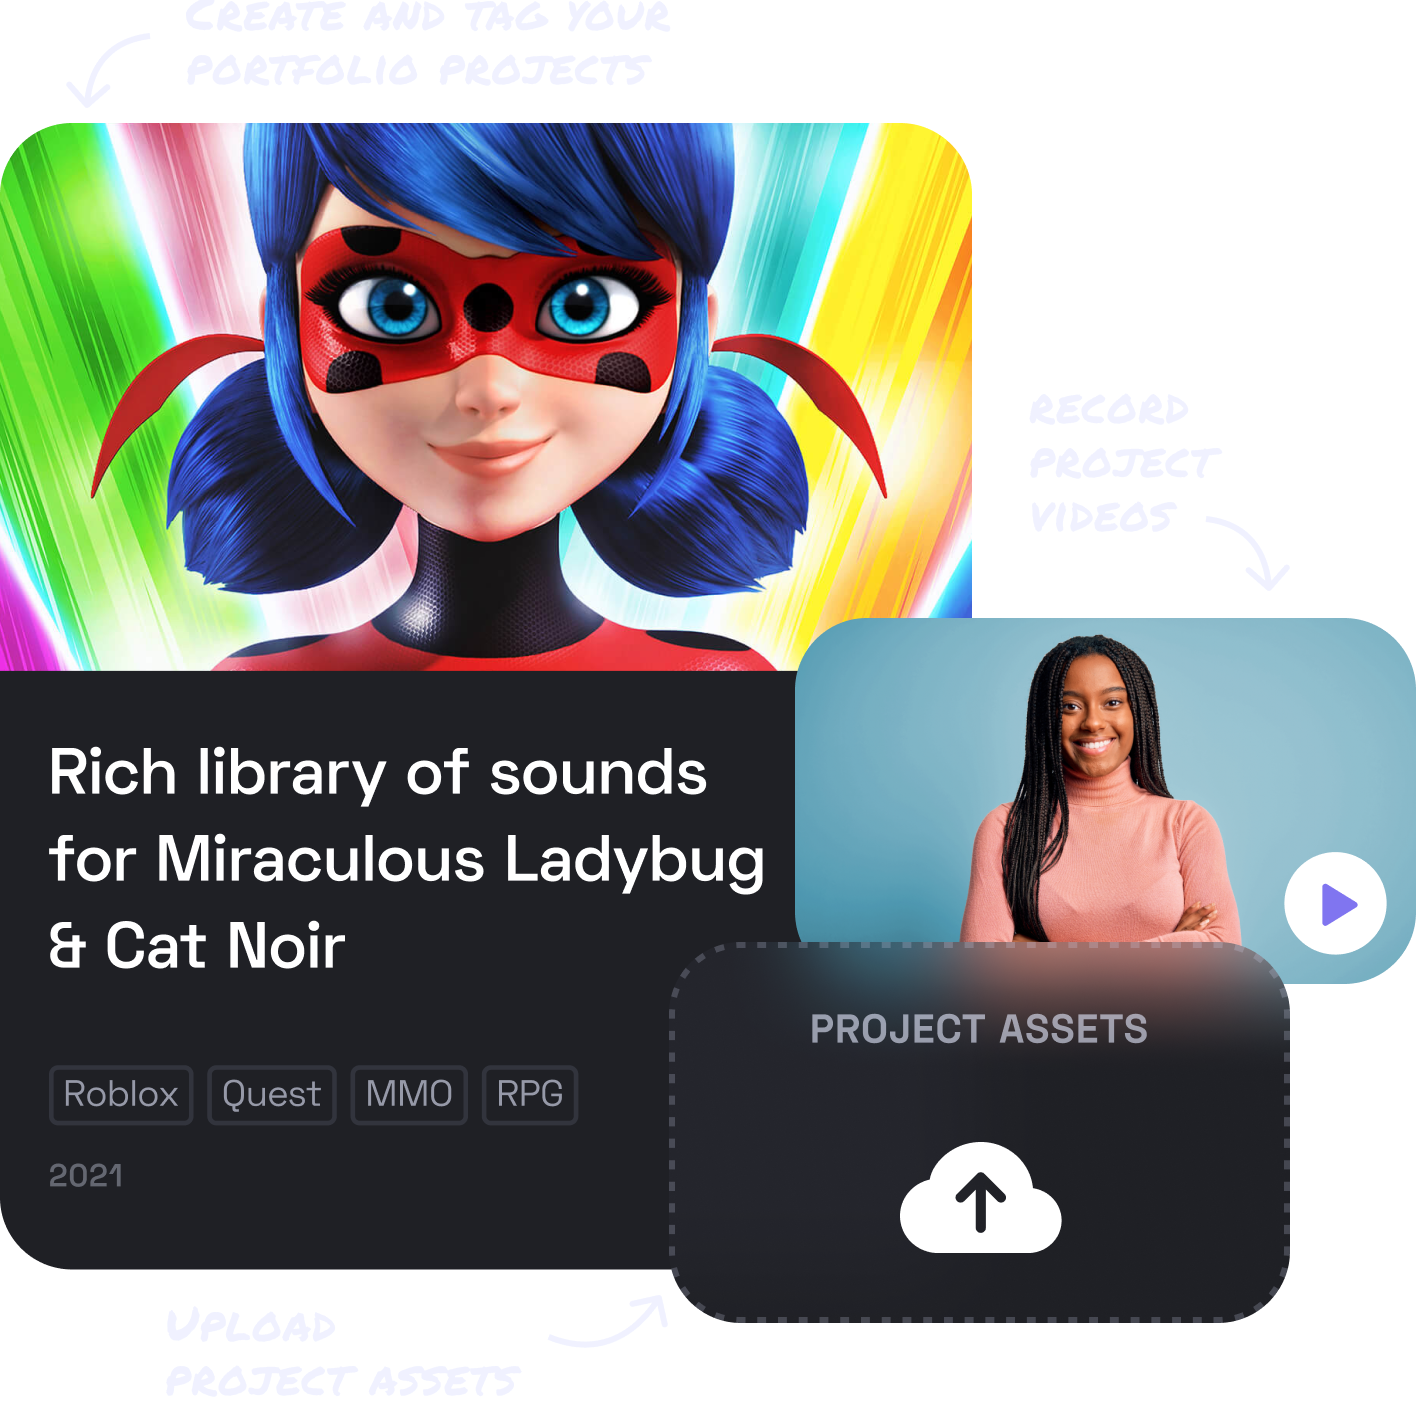 CREATE AND TAG YOUR
PORTFOLIO PROJECTS
RECORD
PROJECT
VIDEOS
Rich library of sounds
for Miraculous Ladybug
& Cat Noir
PROJECT ASSETS
Roblox Quest MMO RPG
2021
UPLOAD
PROJECT ASSETS